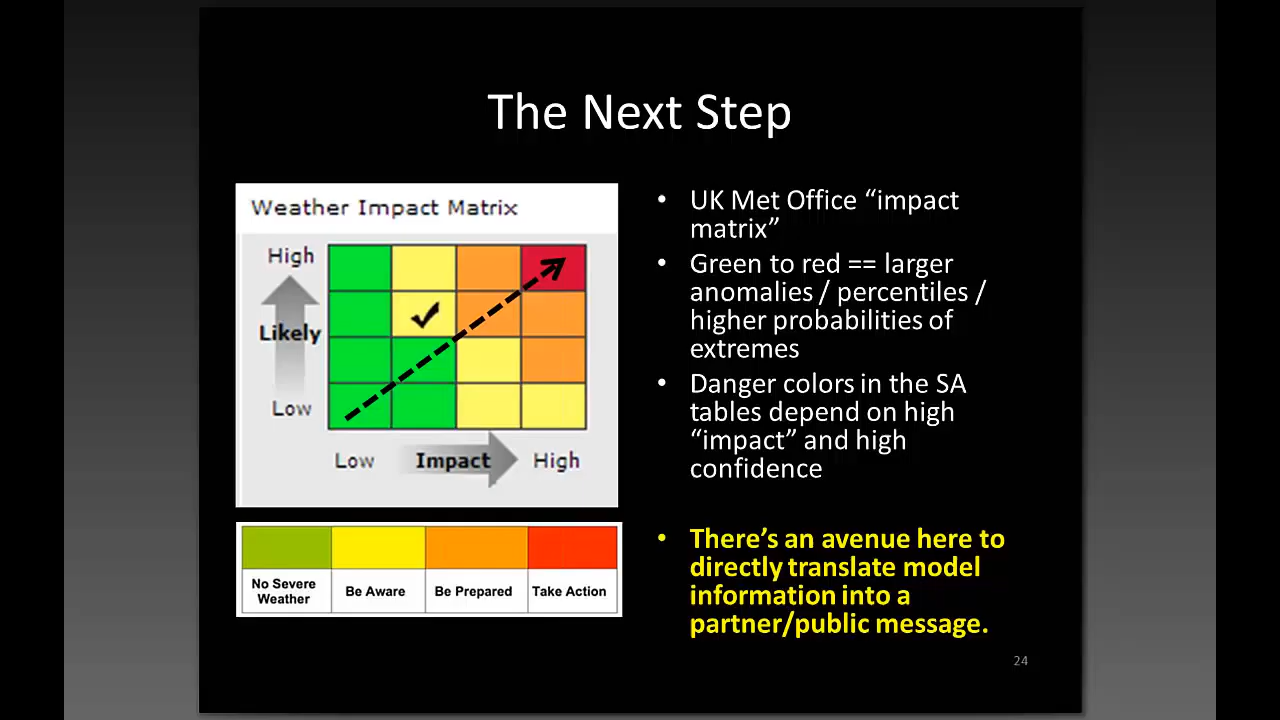 The Next Step
Weather Impact Matrix
High
Likely
Low
Low
Impact
High
No Severe
Weather
Be Aware
Be Prepared
Take Action
• UK Met Office “impact
matrix”
• Green to red == larger
anomalies / percentiles /
higher probabilities of
extremes
• Danger colors in the SA
tables depend on high
“impact” and high
confidence
• There’s an avenue here to
directly translate model
information into a
partner/public message.
24